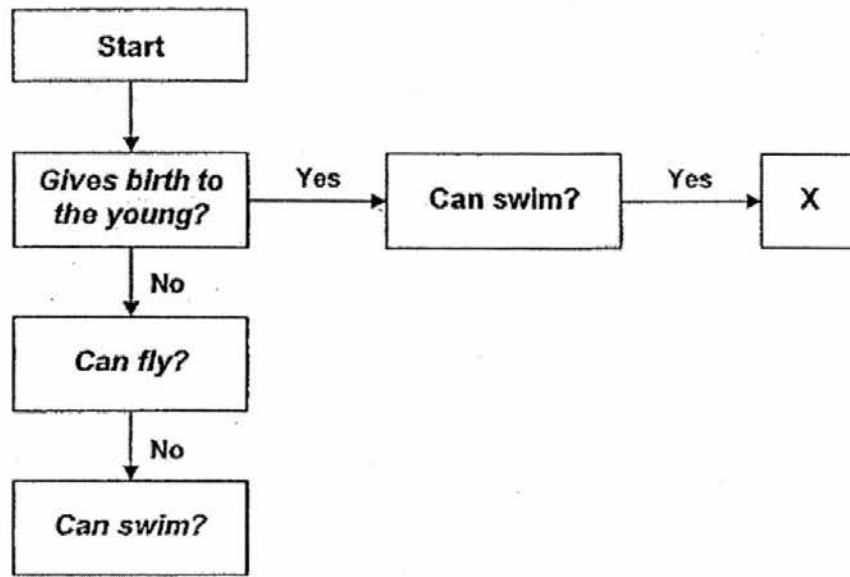 Start
Gives birth to
the young?
Yes
Can swim?
Yes
X
No
Can fly?
No
Can swim?